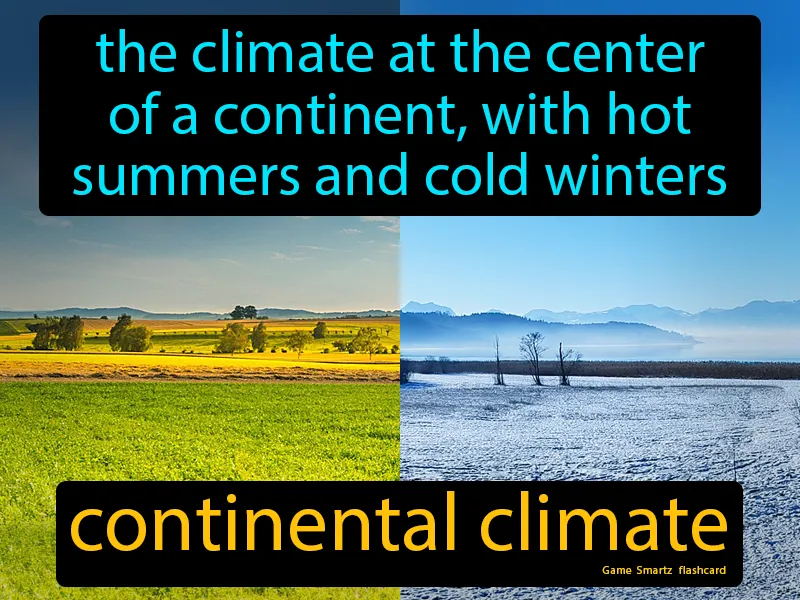 the climate at the center
of a continent, with hot
summers and cold winters
continental climate
Game Smartz flashcard